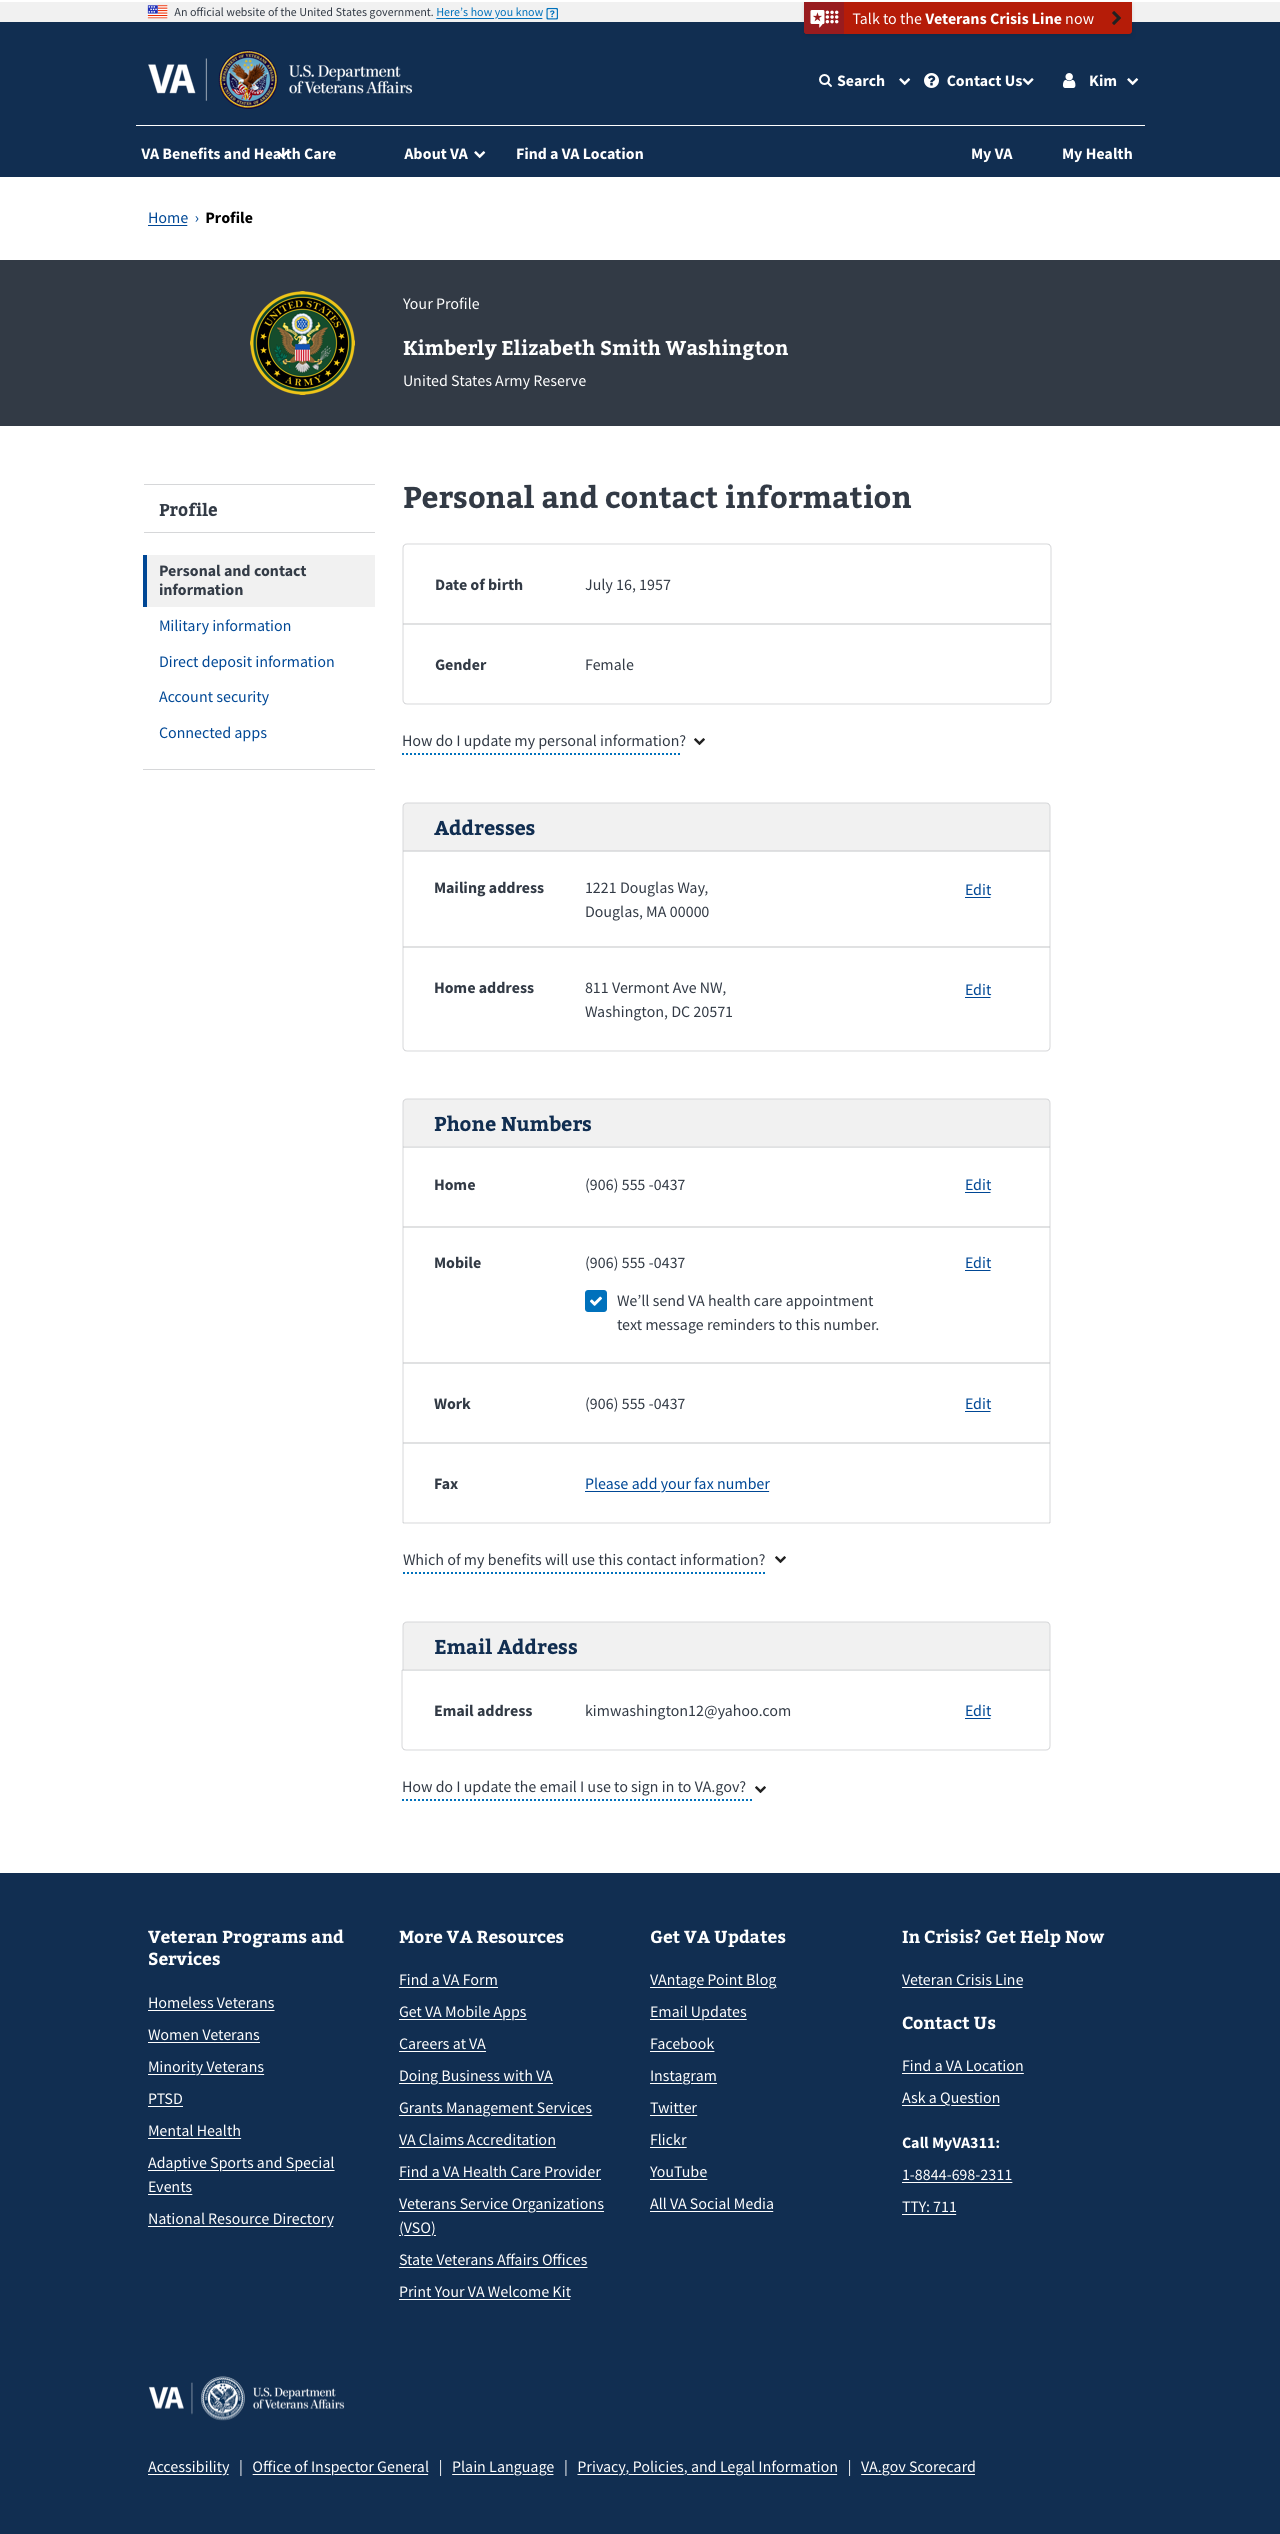 An official website of the United States government. Here's how you know
Talk to the Veterans Crisis Line now
VA
U.S. Department
of Veterans Affairs
Search
Contact Us
Kim
VA Benefits and Health Care
About VA
Find a VA Location
My VA
My Health
Home › Profile
UNITED STATES
ARMY
Your Profile
Kimberly Elizabeth Smith Washington
United States Army Reserve
Profile
Personal and contact
information
Military information
Direct deposit information
Account security
Connected apps
Personal and contact information
Date of birth July 16, 1957
Gender Female
How do I update my personal information?
Addresses
Mailing address 1221 Douglas Way, Edit
Douglas, MA 00000
Home address 811 Vermont Ave NW, Edit
Washington, DC 20571
Phone Numbers
Home (906) 555 -0437 Edit
Mobile (906) 555 -0437 Edit
We'll send VA health care appointment
text message reminders to this number.
Work (906) 555 -0437 Edit
Fax Please add your fax number
Which of my benefits will use this contact information?
Email Address
Email address kimwashington12@yahoo.com Edit
How do I update the email I use to sign in to VA.gov?
Veteran Programs and
Services
Homeless Veterans
Women Veterans
Minority Veterans
PTSD
Mental Health
Adaptive Sports and Special
Events
National Resource Directory
More VA Resources
Find a VA Form
Get VA Mobile Apps
Careers at VA
Doing Business with VA
Grants Management Services
VA Claims Accreditation
Find a VA Health Care Provider
Veterans Service Organizations
(VSO)
State Veterans Affairs Offices
Print Your VA Welcome Kit
Get VA Updates
VAntage Point Blog
Email Updates
Facebook
Instagram
Twitter
Flickr
YouTube
All VA Social Media
In Crisis? Get Help Now
Veteran Crisis Line
Contact Us
Find a VA Location
Ask a Question
Call MyVA311:
1-8844-698-2311
TTY: 711
VA
U.S. Department
of Veterans Affairs
Accessibility | Office of Inspector General | Plain Language | Privacy, Policies, and Legal Information | VA.gov Scorecard